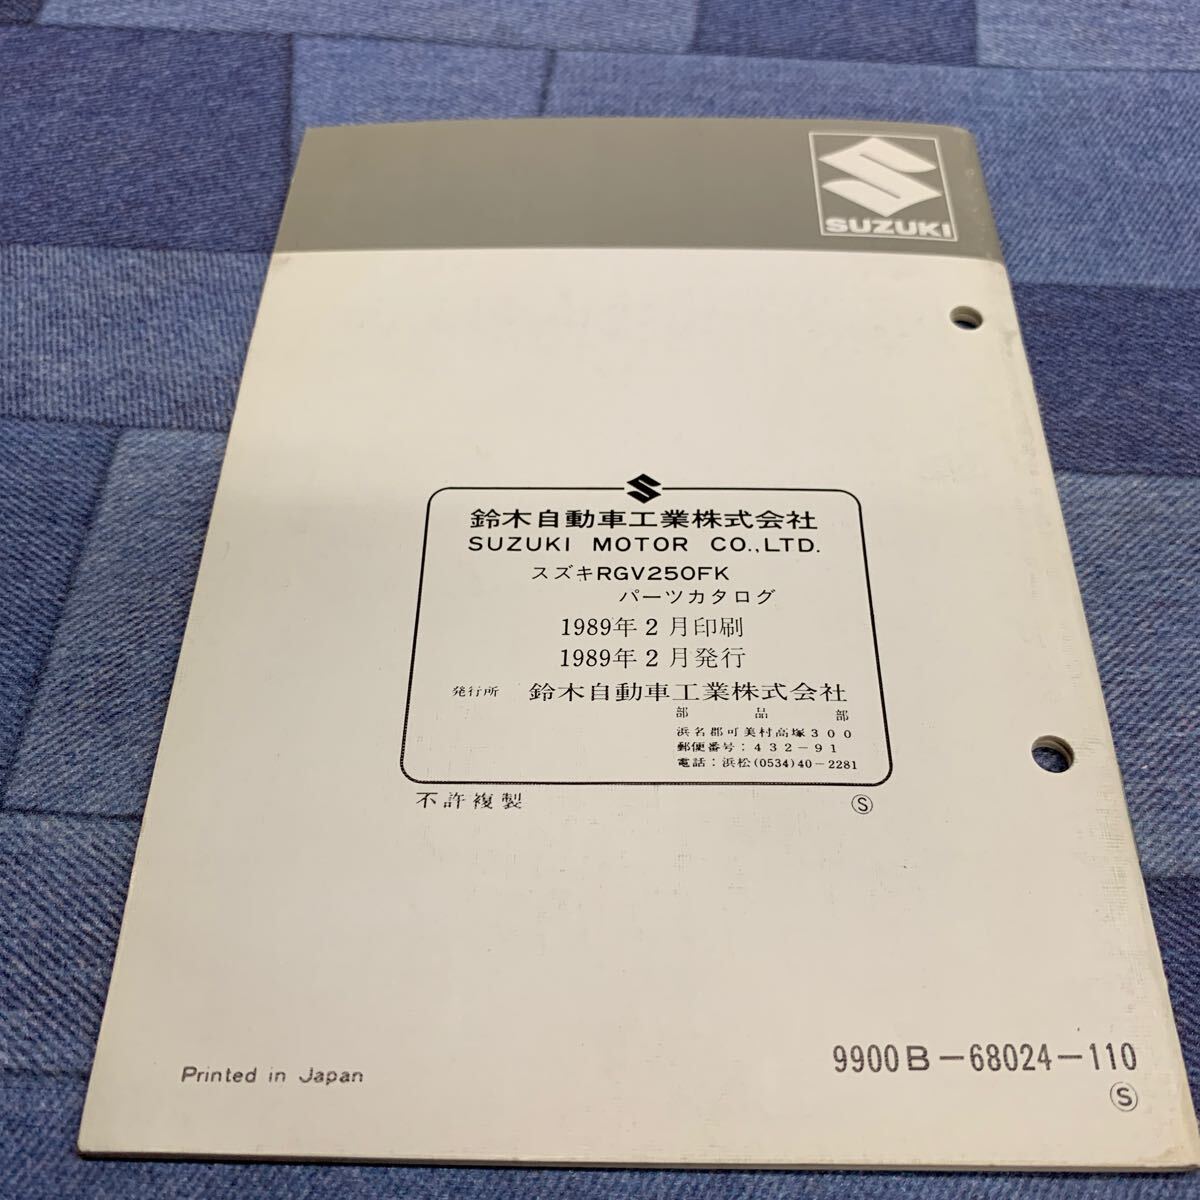 SUZUKI
鈴木自動車工業株式会社
SUZUKI MOTOR CO.,LTD.
スズキRGV250FK
パーツカタログ
1989年2月印刷
1989年2月発行
発行所 鈴木自動車工業株式会社
部 品 部
浜名郡可美村高塚300
郵便番号:432-91
電話:浜松(0534)40-2281
不許複製 Ⓢ
9900B-68024-110
Printed in Japan
Ⓢ